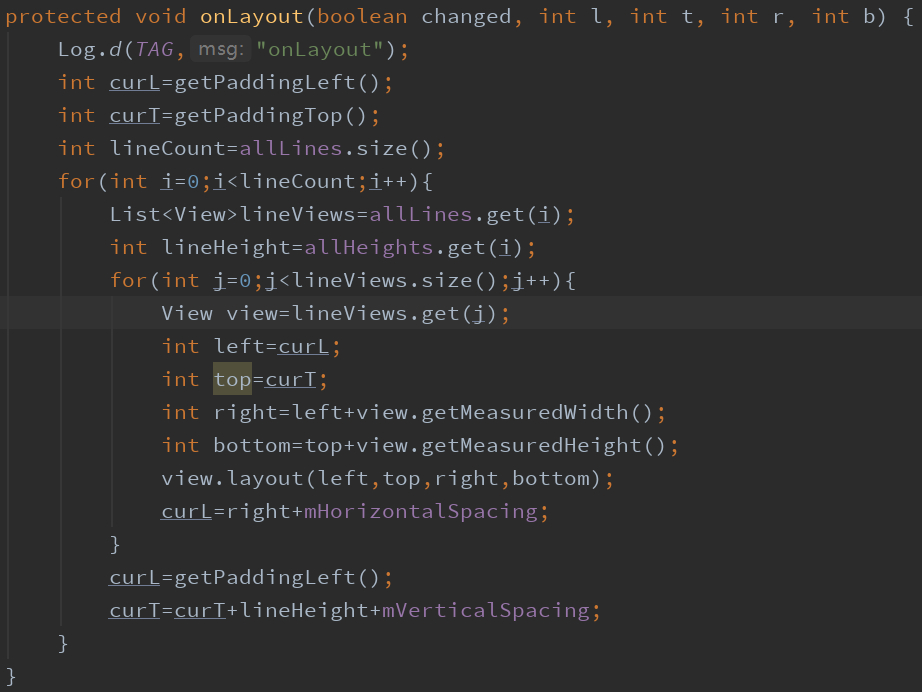 protected void onLayout(boolean changed, int l, int t, int r, int b) {
    Log.d(TAG, msg: "onLayout");
    int curL=getPaddingLeft();
    int curT=getPaddingTop();
    int lineCount=allLines.size();
    for(int i=0;i<lineCount;i++){
        List<View>lineViews=allLines.get(i);
        int lineHeight=allHeights.get(i);
        for(int j=0;j<lineViews.size();j++){
            View view=lineViews.get(j);
            int left=curL;
            int top=curT;
            int right=left+view.getMeasuredWidth();
            int bottom=top+view.getMeasuredHeight();
            view.layout(left,top,right,bottom);
            curL=right+mHorizontalSpacing;
        }
        curL=getPaddingLeft();
        curT=curT+lineHeight+mVerticalSpacing;
    }
}